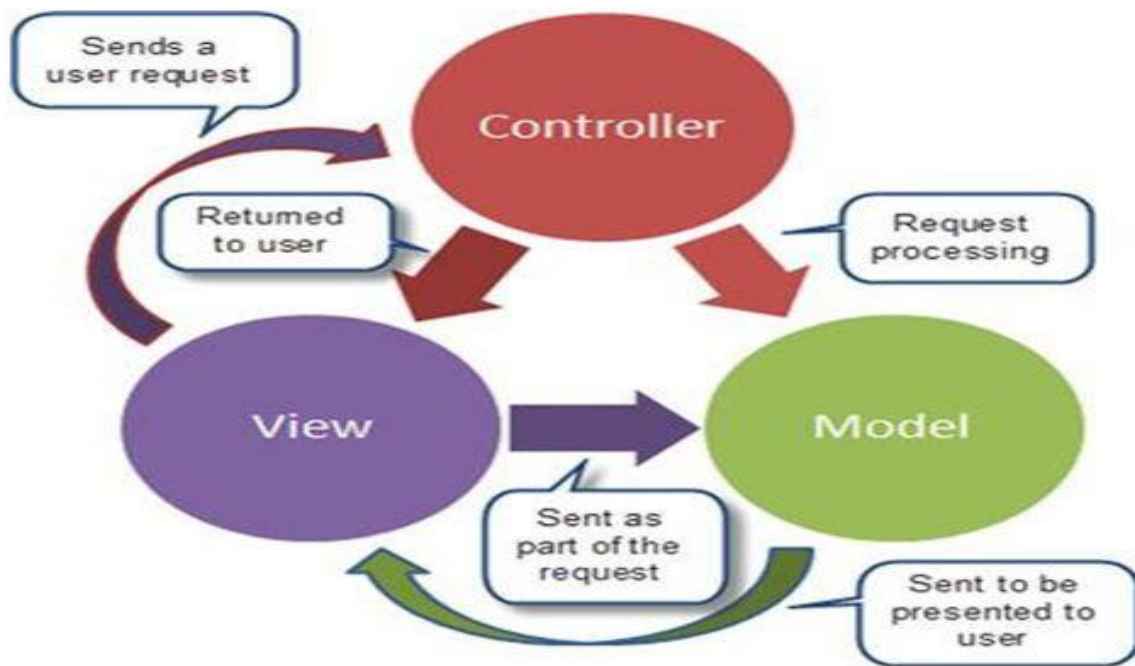 Sends a
user request
Controller
Returned
to user
Request
processing
View
Model
Sent as
part of the
request
Sent to be
presented to
user